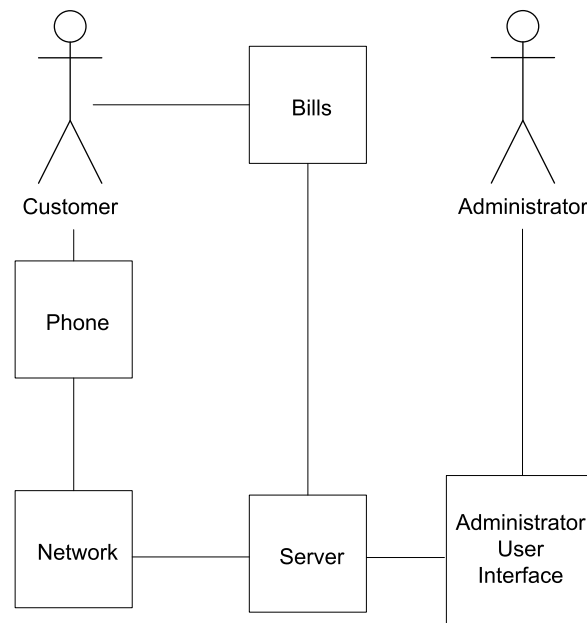 Bills
Customer
Administrator
Phone
Network
Server
Administrator
User
Interface